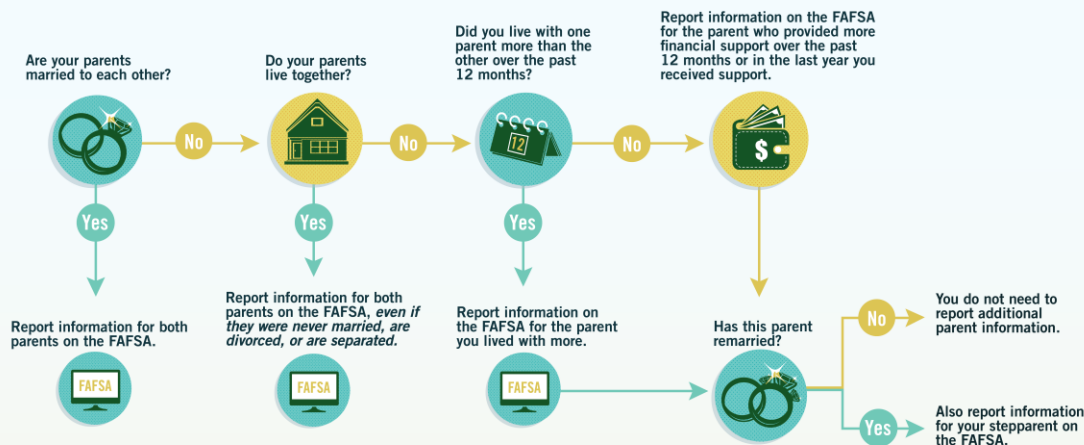 Are your parents
married to each other?
No
Yes
Report information for both
parents on the FAFSA.
FAFSA
Do your parents
live together?
No
Yes
Report information for both
parents on the FAFSA, even if
they were never married, are
divorced, or are separated.
FAFSA
Did you live with one
parent more than the
other over the past
12 months?
12
No
Yes
Report information on
the FAFSA for the parent
you lived with more.
FAFSA
Report information on the FAFSA
for the parent who provided more
financial support over the past
12 months or in the last year you
received support.
$
Has this parent
remarried?
No
You do not need to
report additional
parent information.
Yes
Also report information
for your stepparent on
the FAFSA.